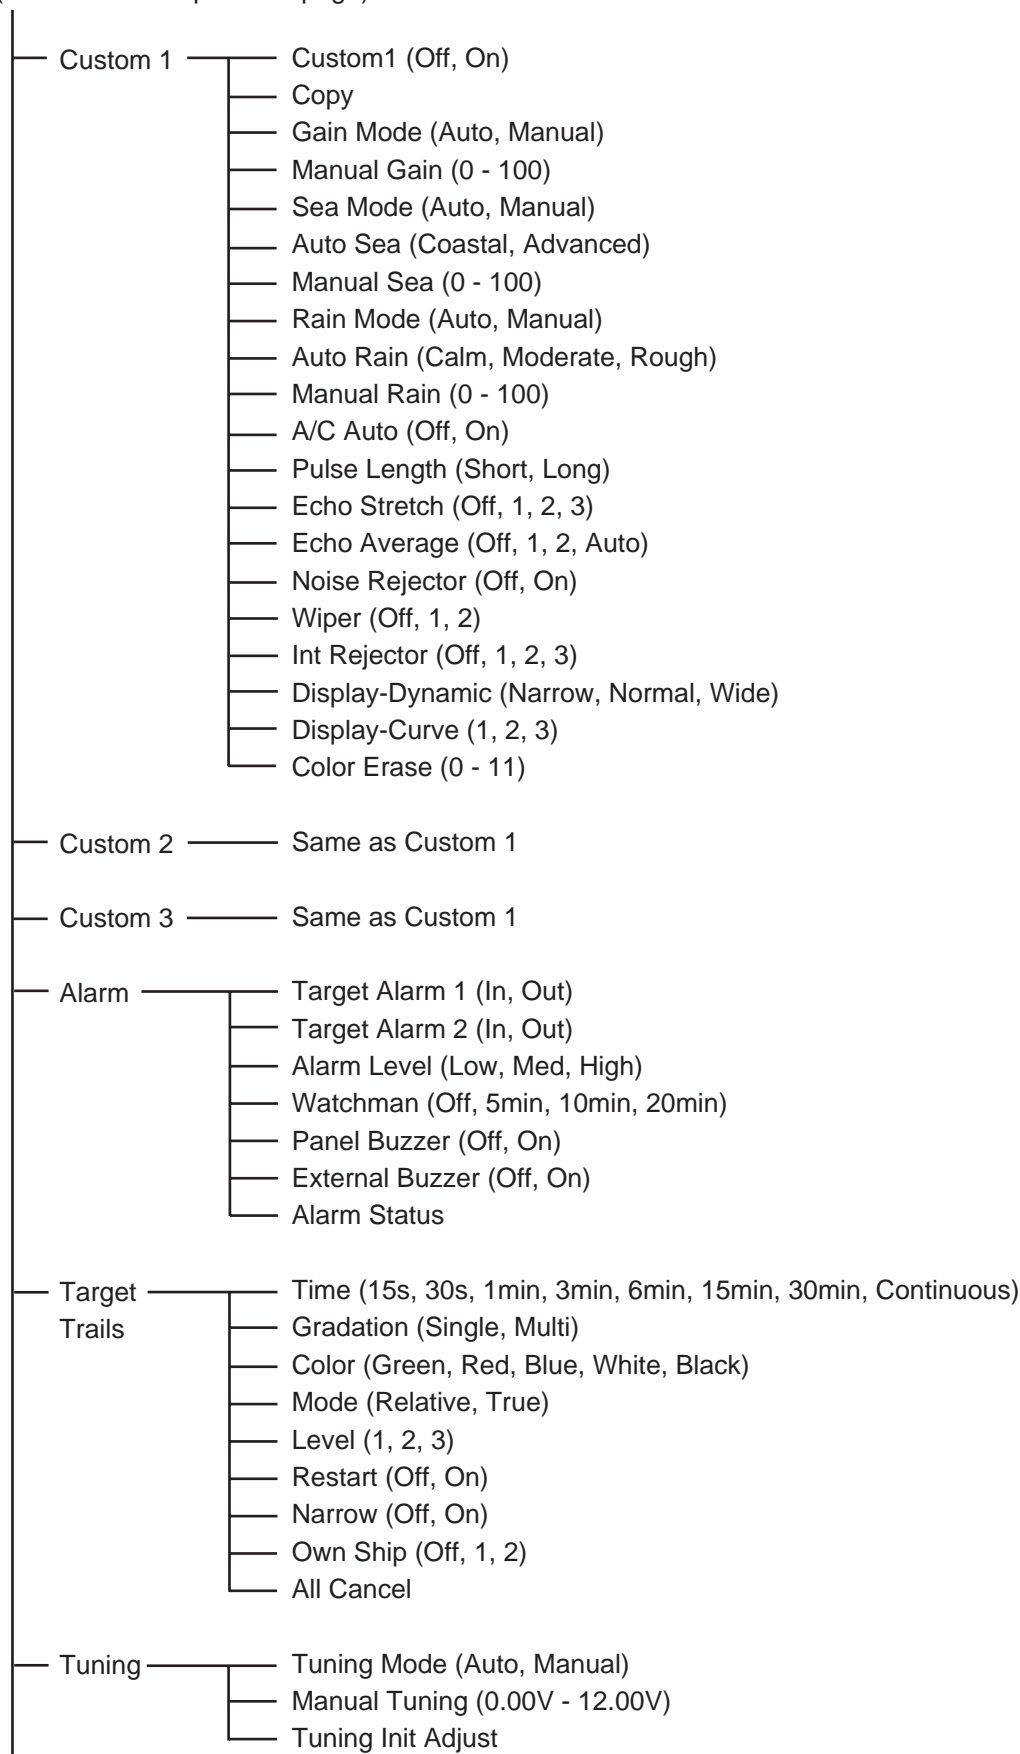 Custom 1 Custom1 (Off, On)
Copy
Gain Mode (Auto, Manual)
Manual Gain (0 - 100)
Sea Mode (Auto, Manual)
Auto Sea (Coastal, Advanced)
Manual Sea (0 - 100)
Rain Mode (Auto, Manual)
Auto Rain (Calm, Moderate, Rough)
Manual Rain (0 - 100)
A/C Auto (Off, On)
Pulse Length (Short, Long)
Echo Stretch (Off, 1, 2, 3)
Echo Average (Off, 1, 2, Auto)
Noise Rejector (Off, On)
Wiper (Off, 1, 2)
Int Rejector (Off, 1, 2, 3)
Display-Dynamic (Narrow, Normal, Wide)
Display-Curve (1, 2, 3)
Color Erase (0 - 11)
Custom 2 Same as Custom 1
Custom 3 Same as Custom 1
Alarm Target Alarm 1 (In, Out)
Target Alarm 2 (In, Out)
Alarm Level (Low, Med, High)
Watchman (Off, 5min, 10min, 20min)
Panel Buzzer (Off, On)
External Buzzer (Off, On)
Alarm Status
Target Time (15s, 30s, 1min, 3min, 6min, 15min, 30min, Continuous)
Trails Gradation (Single, Multi)
Color (Green, Red, Blue, White, Black)
Mode (Relative, True)
Level (1, 2, 3)
Restart (Off, On)
Narrow (Off, On)
Own Ship (Off, 1, 2)
All Cancel
Tuning Tuning Mode (Auto, Manual)
Manual Tuning (0.00V - 12.00V)
Tuning Init Adjust